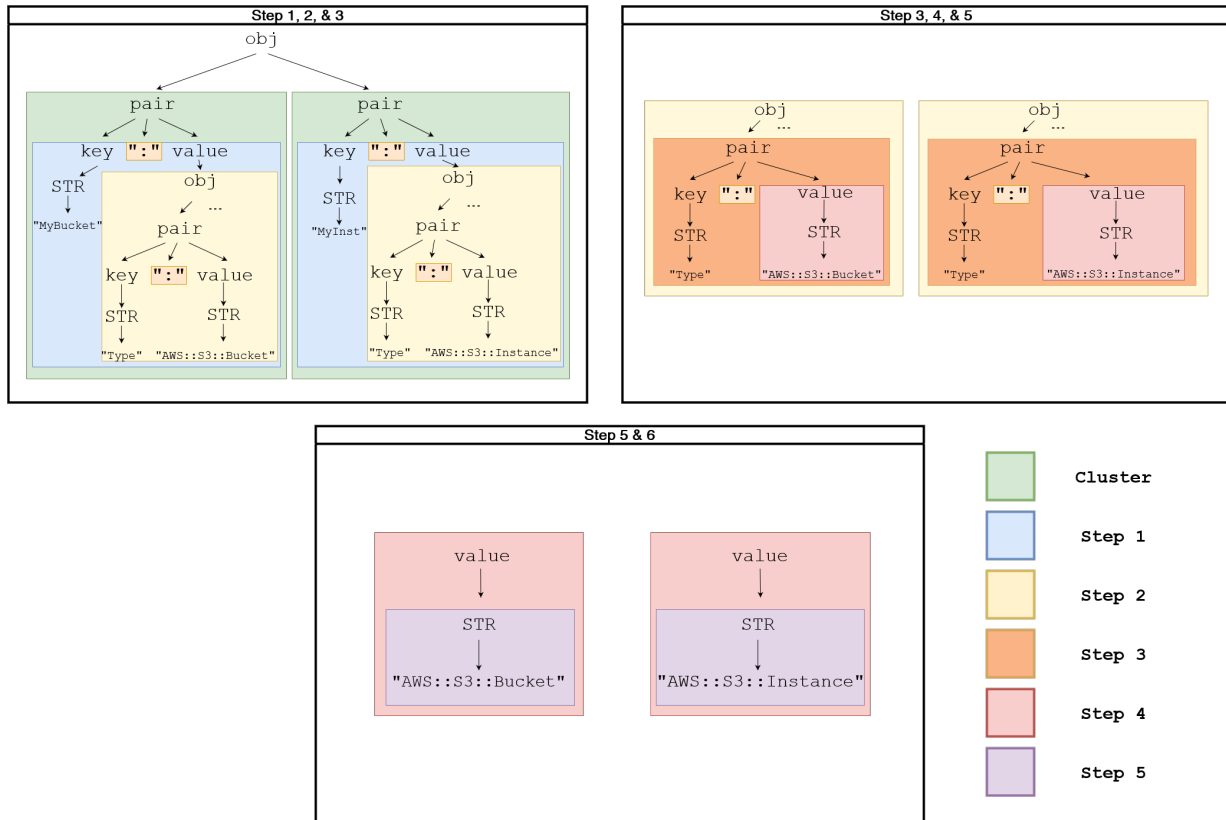 Step 1, 2, & 3
obj
pair pair
key ":" value key ":" value
STR obj STR obj
"MyBucket" ... "MyInst" ...
pair pair
key ":" value key ":" value
STR STR STR STR
"Type" "AWS::S3::Bucket" "Type" "AWS::S3::Instance"
Step 3, 4, & 5
obj obj
... ...
pair pair
key ":" value key ":" value
STR STR STR STR
"Type" "AWS::S3::Bucket" "Type" "AWS::S3::Instance"
Step 5 & 6
value value
STR STR
"AWS::S3::Bucket" "AWS::S3::Instance"
Cluster
Step 1
Step 2
Step 3
Step 4
Step 5